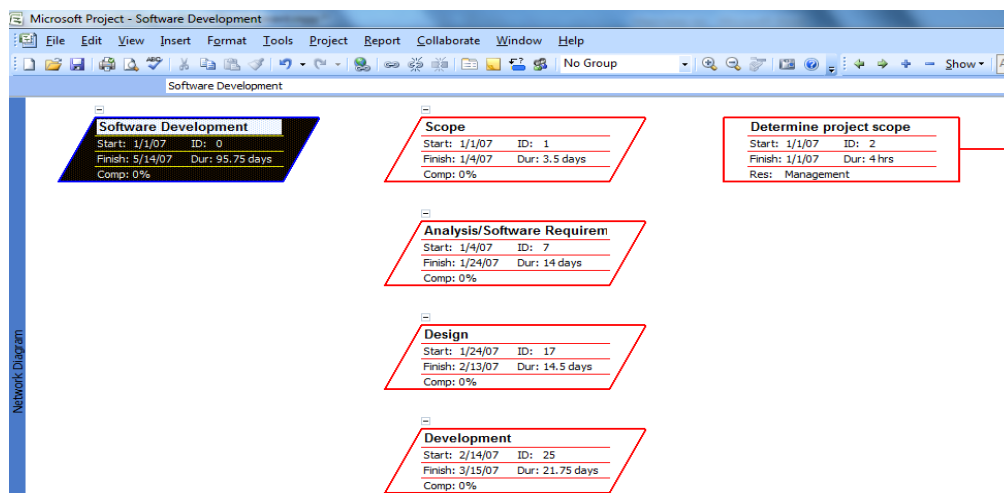 Microsoft Project - Software Development
File Edit View Insert Format Tools Project Report Collaborate Window Help
No Group Show
Software Development
Software Development
Start: 1/1/07 ID: 0
Finish: 5/14/07 Dur: 95.75 days
Comp: 0%
Scope
Start: 1/1/07 ID: 1
Finish: 1/4/07 Dur: 3.5 days
Comp: 0%
Determine project scope
Start: 1/1/07 ID: 2
Finish: 1/1/07 Dur: 4 hrs
Res: Management
Analysis/Software Requirem
Start: 1/4/07 ID: 7
Finish: 1/24/07 Dur: 14 days
Comp: 0%
Design
Start: 1/24/07 ID: 17
Finish: 2/13/07 Dur: 14.5 days
Comp: 0%
Development
Start: 2/14/07 ID: 25
Finish: 3/15/07 Dur: 21.75 days
Comp: 0%
Network Diagram